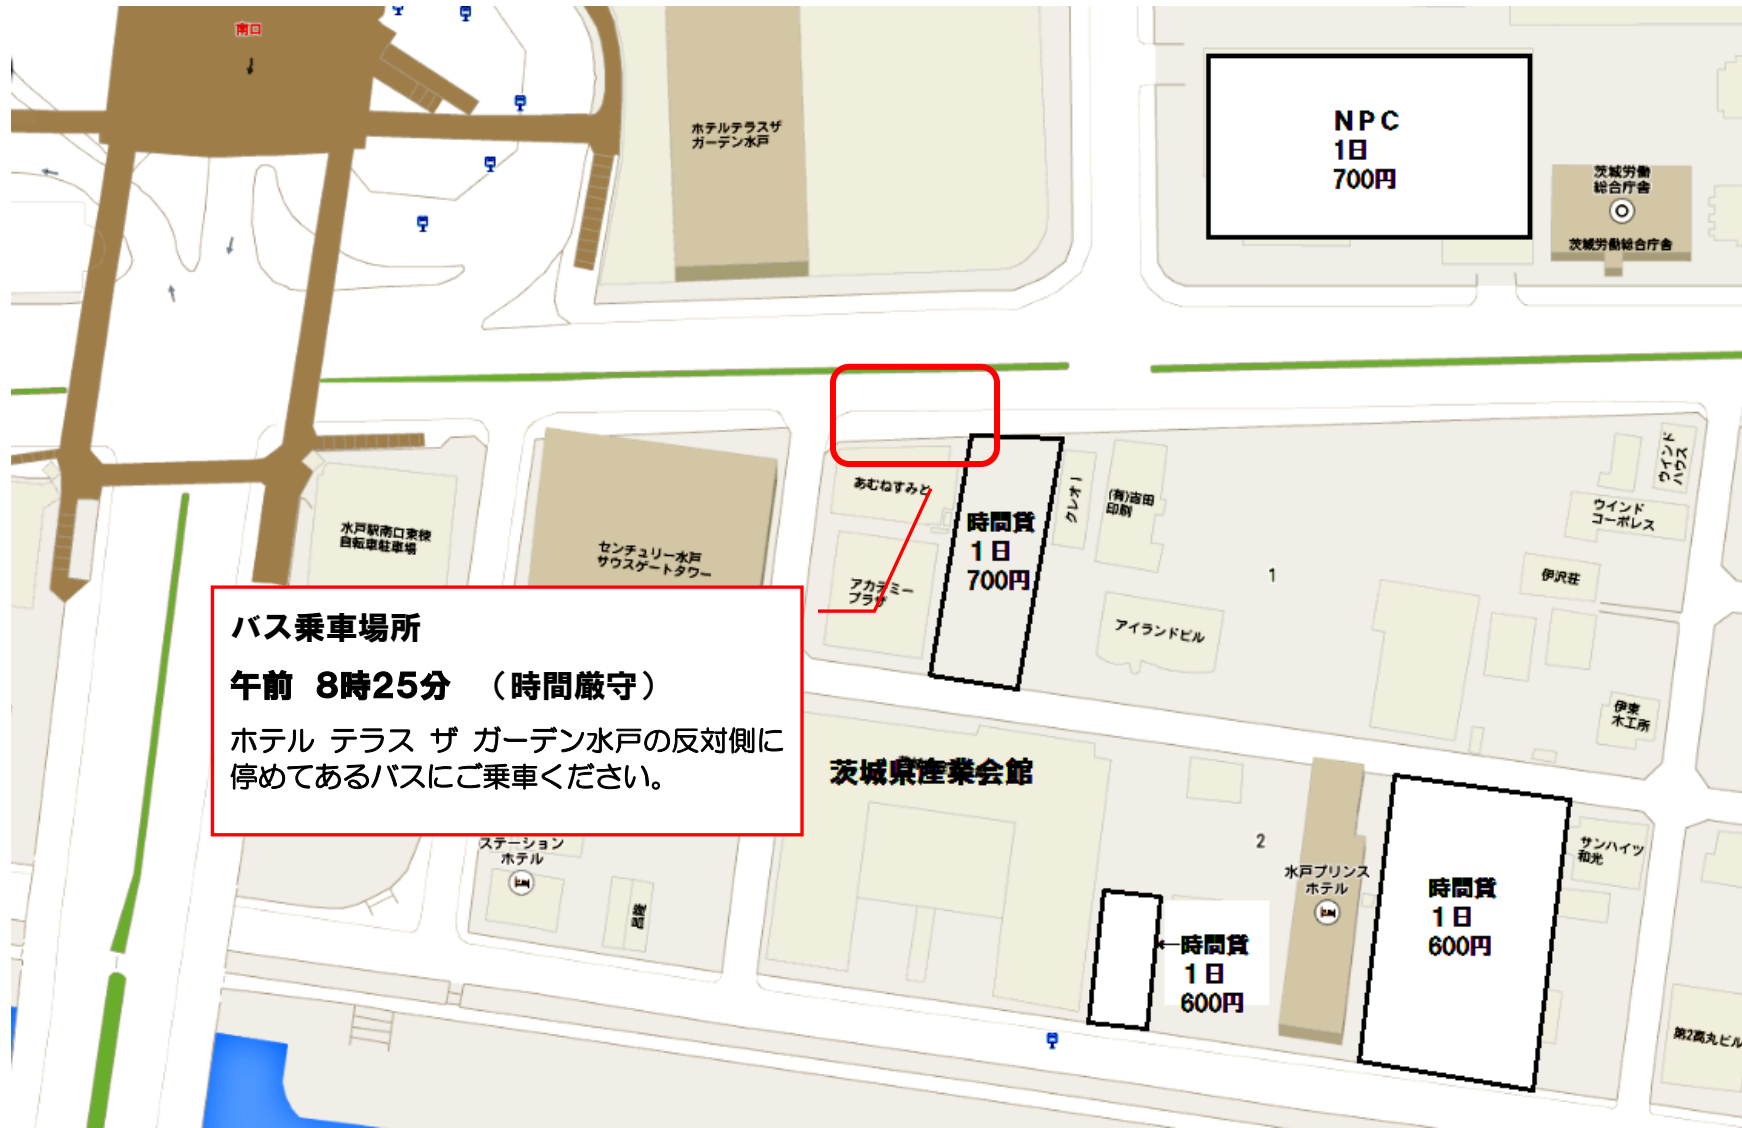 南口
ホテルテラスザ
ガーデン水戸
NPC
1日
700円
茨城労働
総合庁舎
茨城労働総合庁舎
水戸駅南口東棟
自転車駐車場
センチュリー水戸
サウスゲートタワー
あむねすみと
アカデミー
プラザ
時間貸
1日
700円
クレオI
(有)吉田
印刷
アイランドビル
1
ウインド
ハウス
ウインド
コーポレス
伊沢荘
伊東
木工所
バス乗車場所
午前 8時25分 （時間厳守）
ホテル テラス ザ ガーデン水戸の反対側に
停めてあるバスにご乗車ください。
茨城県産業会館
ステーション
ホテル
2
水戸プリンス
ホテル
←時間貸
1日
600円
時間貸
1日
600円
サンハイツ
和光
第2高丸ビル